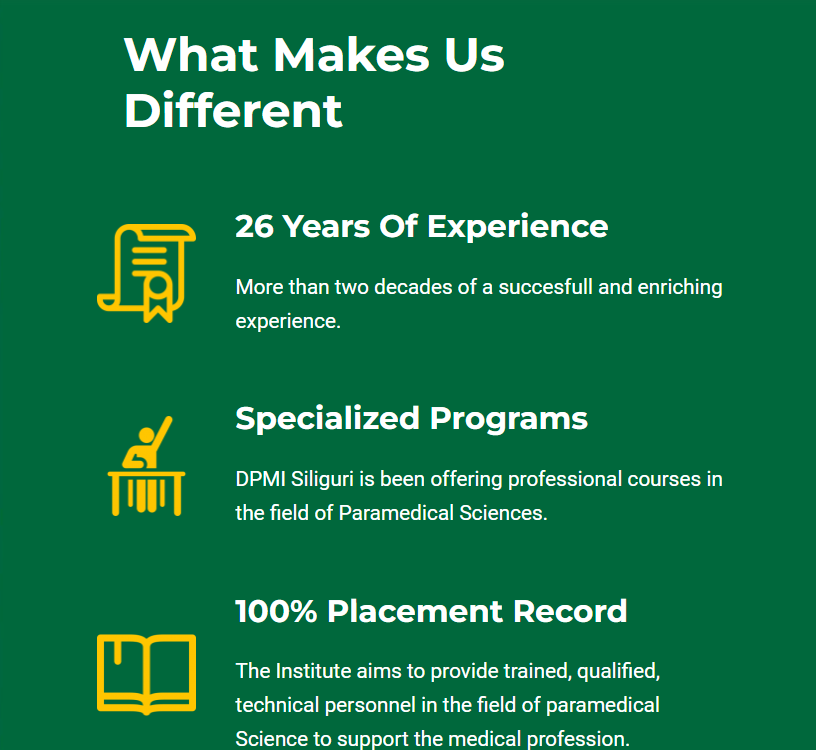 What Makes Us
Different
26 Years Of Experience
More than two decades of a succesfull and enriching
experience.
Specialized Programs
DPMI Siliguri is been offering professional courses in
the field of Paramedical Sciences.
100% Placement Record
The Institute aims to provide trained, qualified,
technical personnel in the field of paramedical
Science to support the medical profession.